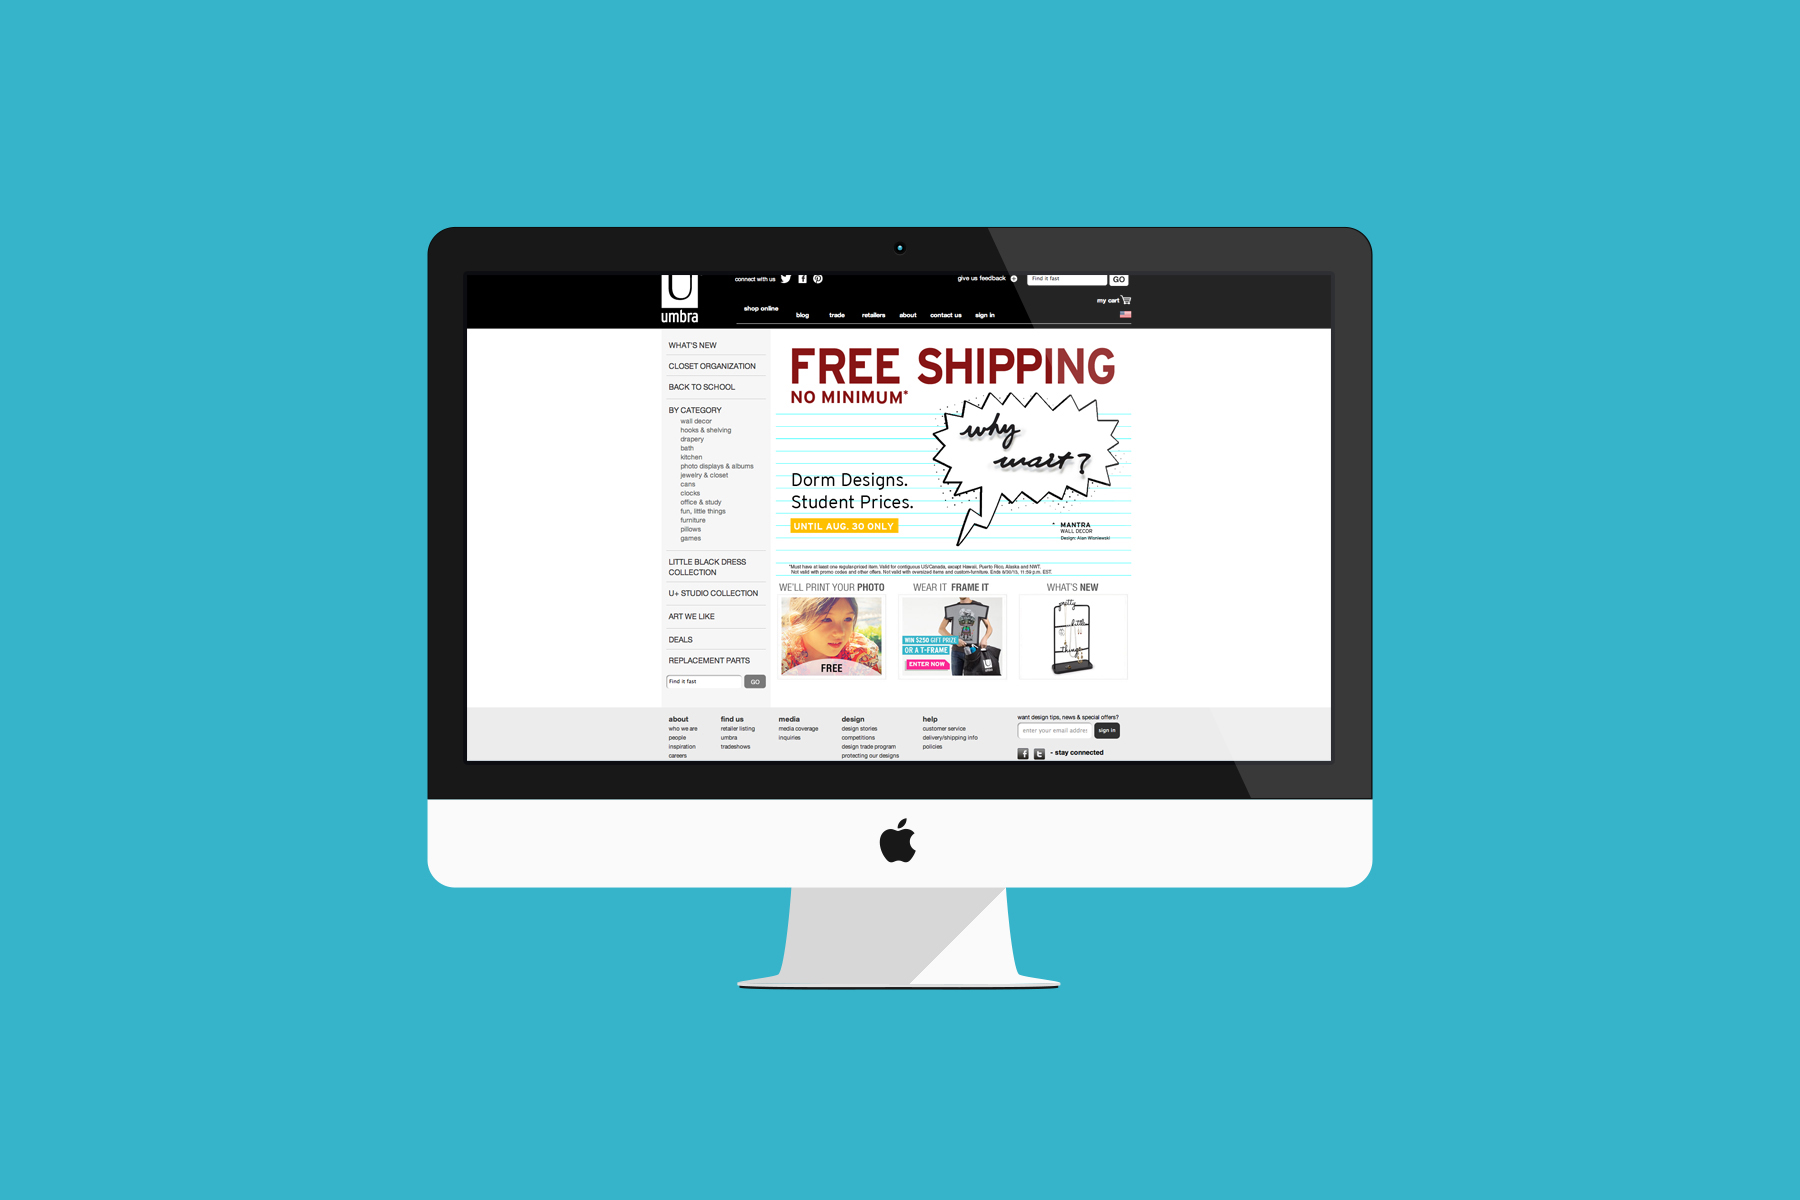 U
umbra
connect with us
give us feedback
Find it fast
GO
my cart
shop online
blog
trade
retailers
about
contact us
sign in
WHAT'S NEW
CLOSET ORGANIZATION
BACK TO SCHOOL
BY CATEGORY
wall decor
hooks & shelving
drapery
bath
kitchen
photo displays & albums
jewelry & closet
cans
clocks
office & study
fun, little things
furniture
pillows
games
LITTLE BLACK DRESS
COLLECTION
U+ STUDIO COLLECTION
ART WE LIKE
DEALS
REPLACEMENT PARTS
Find it fast
GO
FREE SHIPPING
NO MINIMUM*
why
wait?
Dorm Designs.
Student Prices.
UNTIL AUG. 30 ONLY
* MANTRA
WALL DECOR
Design: Alan Wisniewski
*Must have at least one regular-priced item. Valid for contiguous US/Canada, except Hawaii, Puerto Rico, Alaska and NWT.
Not valid with promo codes and other offers. Not valid with oversized items and custom-furniture. Ends 8/30/13, 11:59 p.m. EST.
WE'LL PRINT YOUR PHOTO
FREE
WEAR IT FRAME IT
WIN $250 GIFT PRIZE
OR A T-FRAME
ENTER NOW
umbra
WHAT'S NEW
pretty
little
things
about
who we are
people
inspiration
careers
find us
retailer listing
umbra
tradeshows
media
media coverage
inquiries
design
design stories
competitions
design trade program
protecting our designs
help
customer service
delivery/shipping info
policies
want design tips, news & special offers?
enter your email address
sign in
- stay connected